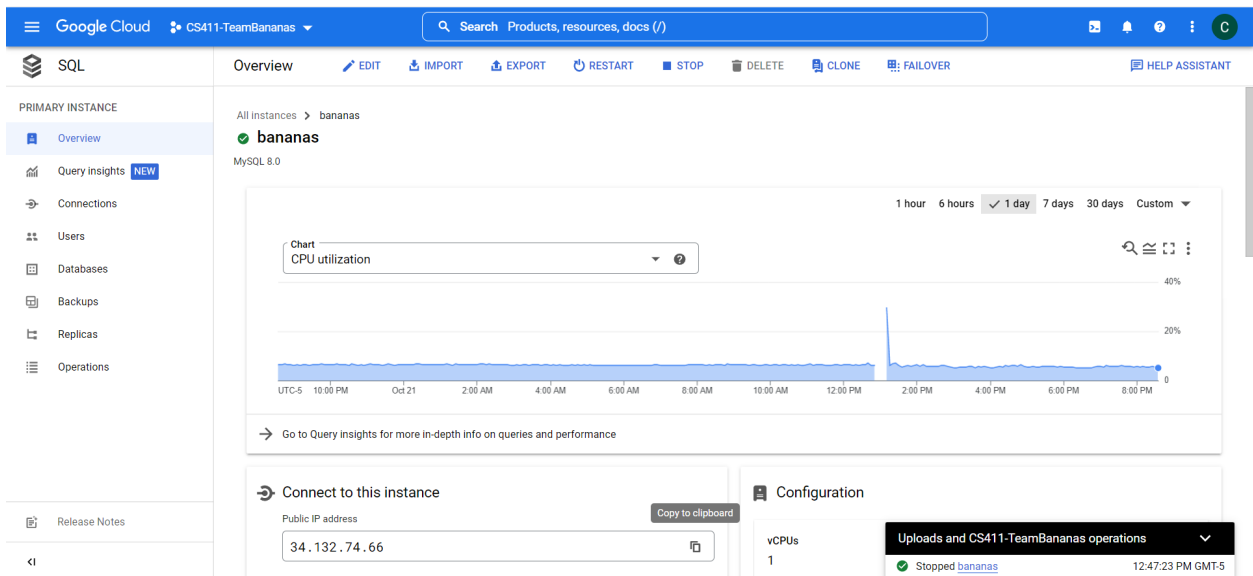 Google Cloud CS411-TeamBananas Search Products, resources, docs (/) C
SQL
Overview EDIT IMPORT EXPORT RESTART STOP DELETE CLONE FAILOVER HELP ASSISTANT
PRIMARY INSTANCE
Overview
Query insights NEW
Connections
Users
Databases
Backups
Replicas
Operations
Release Notes
All instances > bananas
bananas
MySQL 8.0
1 hour 6 hours 1 day 7 days 30 days Custom
Chart
CPU utilization
40%
20%
0
UTC-5 10:00 PM Oct 21 2:00 AM 4:00 AM 6:00 AM 8:00 AM 10:00 AM 12:00 PM 2:00 PM 4:00 PM 6:00 PM 8:00 PM
Go to Query insights for more in-depth info on queries and performance
Connect to this instance
Public IP address
Copy to clipboard
34.132.74.66
Configuration
vCPUs
1
Uploads and CS411-TeamBananas operations
Stopped bananas 12:47:23 PM GMT-5